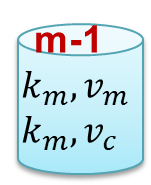 m-1
k_m, v_m
k_m, v_c